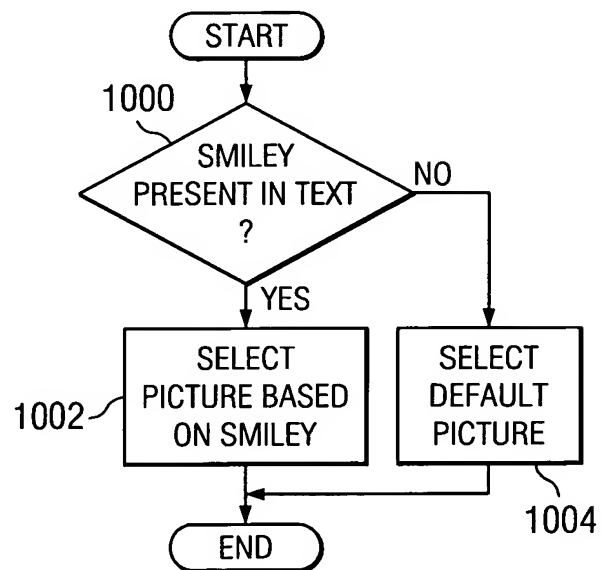 START
1000
SMILEY
PRESENT IN TEXT
?
NO
YES
SELECT
PICTURE BASED
ON SMILEY
1002
SELECT
DEFAULT
PICTURE
1004
END